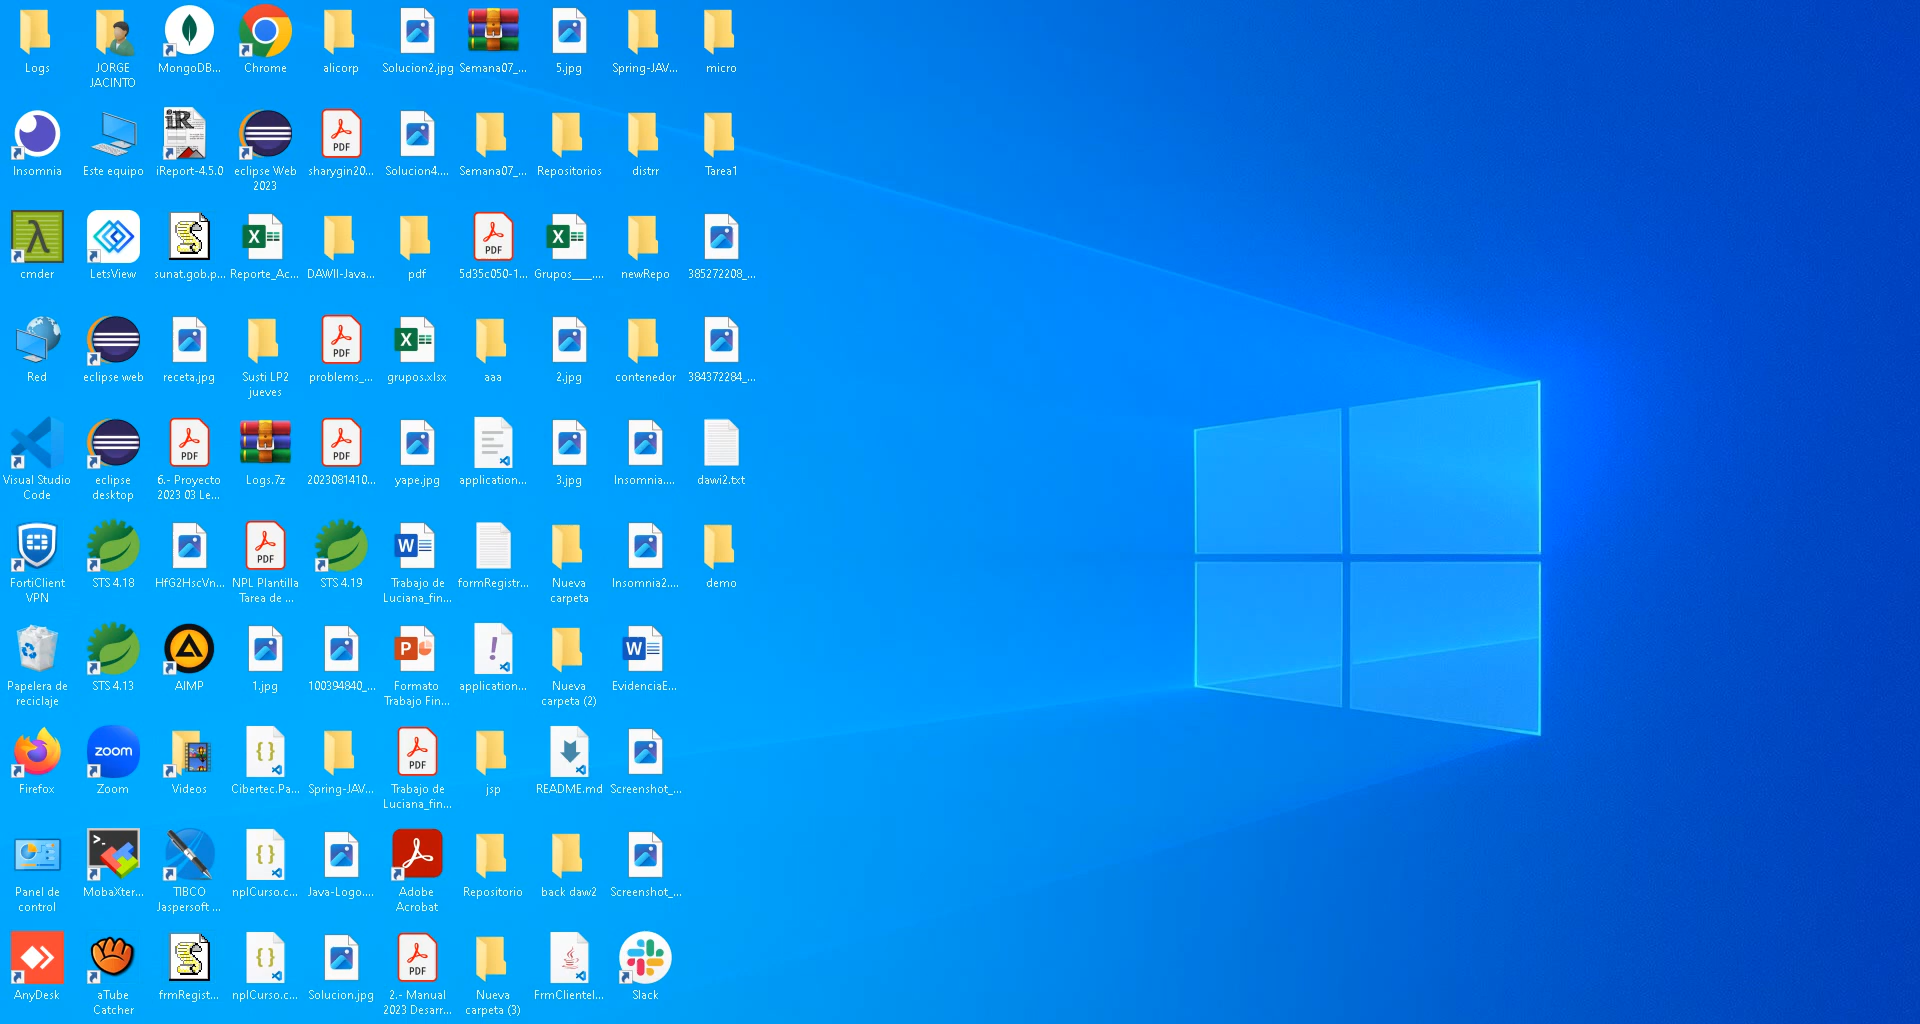 Logs
JORGE
JACINTO
MongoDB...
Chrome
alicorp
Solucion2.jpg
Semana07_...
5.jpg
Spring-JAV...
micro
Insomnia
Este equipo
iReport-4.5.0
eclipse Web
2023
sharygin20...
Solucion4....
Semana07_...
Repositorios
distrr
Tarea1
cmder
LetsView
sunat.gob.p...
Reporte_Ac...
DAWII-Java...
pdf
5d35c050-1...
Grupos____....
newRepo
385272208_...
Red
eclipse web
receta.jpg
Susti LP2
jueves
problems_...
grupos.xlsx
aaa
2.jpg
contenedor
384372284_...
Visual Studio
Code
eclipse
desktop
6.- Proyecto
2023 03 Le...
Logs.7z
2023081410...
yape.jpg
application...
3.jpg
Insomnia....
dawi2.txt
FortiClient
VPN
STS 4.18
HfG2HscVn...
NPL Plantilla
Tarea de ...
STS 4.19
Trabajo de
Luciana_fin...
formRegistr...
Nueva
carpeta
Insomnia2....
demo
Papelera de
reciclaje
STS 4.13
AIMP
1.jpg
100394840_...
Formato
Trabajo Fin...
application...
Nueva
carpeta (2)
EvidenciaE...
Firefox
zoom
Zoom
Videos
Cibertec.Pa...
Spring-JAV...
Trabajo de
Luciana_fin...
jsp
README.md
Screenshot_...
Panel de
control
MobaXter...
TIBCO
Jaspersoft ...
nplCurso.c...
Java-Logo....
Adobe
Acrobat
Repositorio
back daw2
Screenshot_...
AnyDesk
aTube
Catcher
frmRegist...
nplCurso.c...
Solucion.jpg
2.- Manual
2023 Desarr...
Nueva
carpeta (3)
FrmClienteI...
Slack